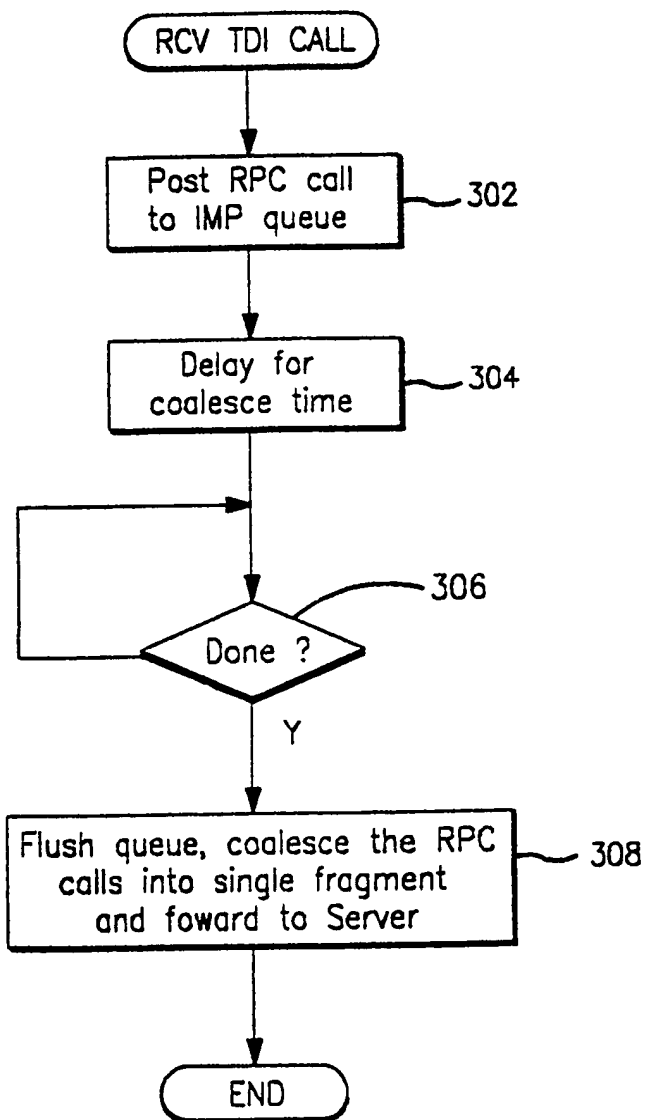 RCV TDI CALL
Post RPC call
to IMP queue
302
Delay for
coalesce time
304
306
Done ?
Y
Flush queue, coalesce the RPC
calls into single fragment
and foward to Server
308
END